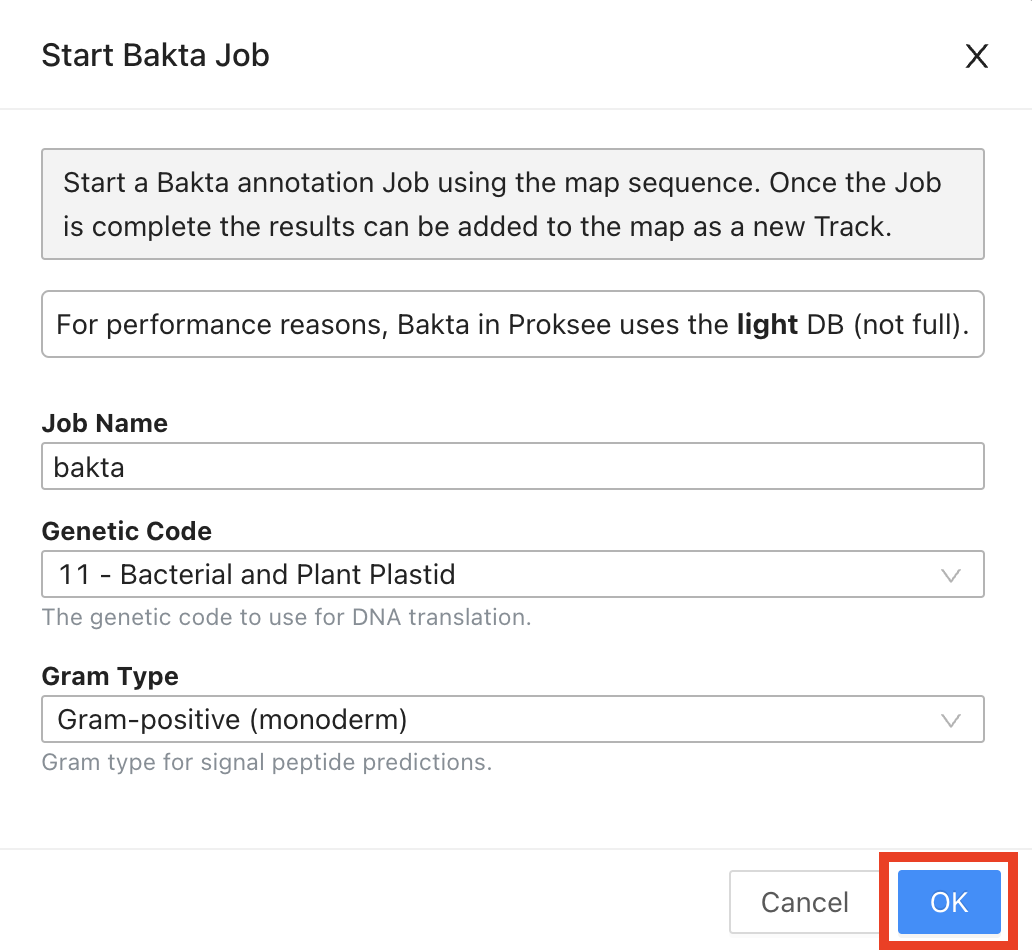 Start Bakta Job
X
Start a Bakta annotation Job using the map sequence. Once the Job
is complete the results can be added to the map as a new Track.
For performance reasons, Bakta in Proksee uses the light DB (not full).
Job Name
bakta
Genetic Code
11 - Bacterial and Plant Plastid
The genetic code to use for DNA translation.
Gram Type
Gram-positive (monoderm)
Gram type for signal peptide predictions.
Cancel
OK